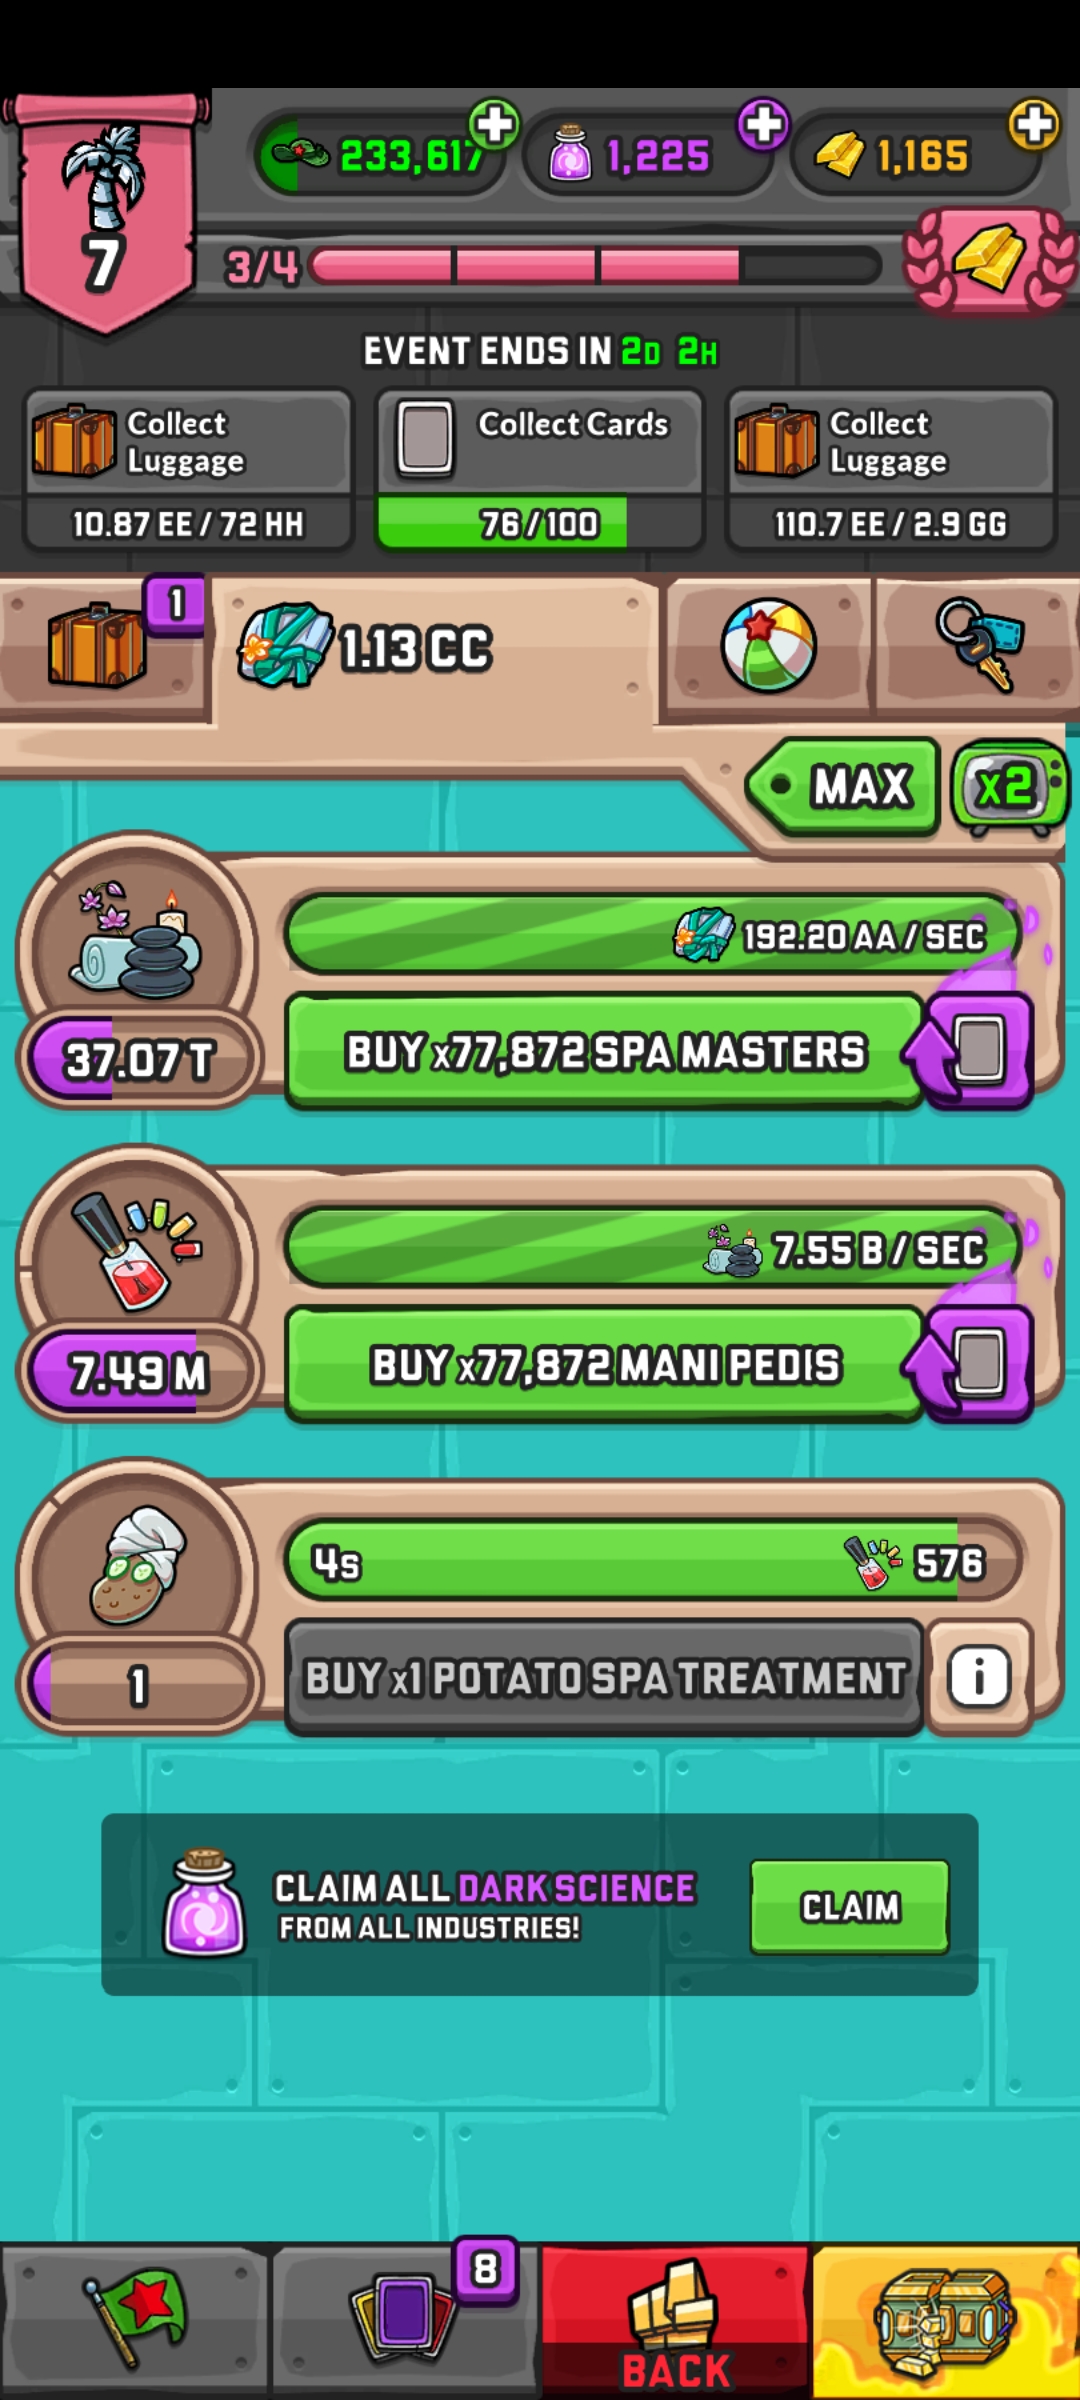 233,617
1,225
1,165
7
3/4
EVENT ENDS IN 2D 2H
Collect
Luggage
10.87 EE / 72 HH
Collect Cards
76/100
Collect
Luggage
110.7 EE / 2.9 GG
1
1.13 CC
MAX
x2
192.20 AA / SEC
37.07 T
BUY x77,872 SPA MASTERS
7.55 B / SEC
7.49 M
BUY x77,872 MANI PEDIS
4s
576
1
BUY x1 POTATO SPA TREATMENT
i
CLAIM ALL DARK SCIENCE
FROM ALL INDUSTRIES!
CLAIM
8
BACK